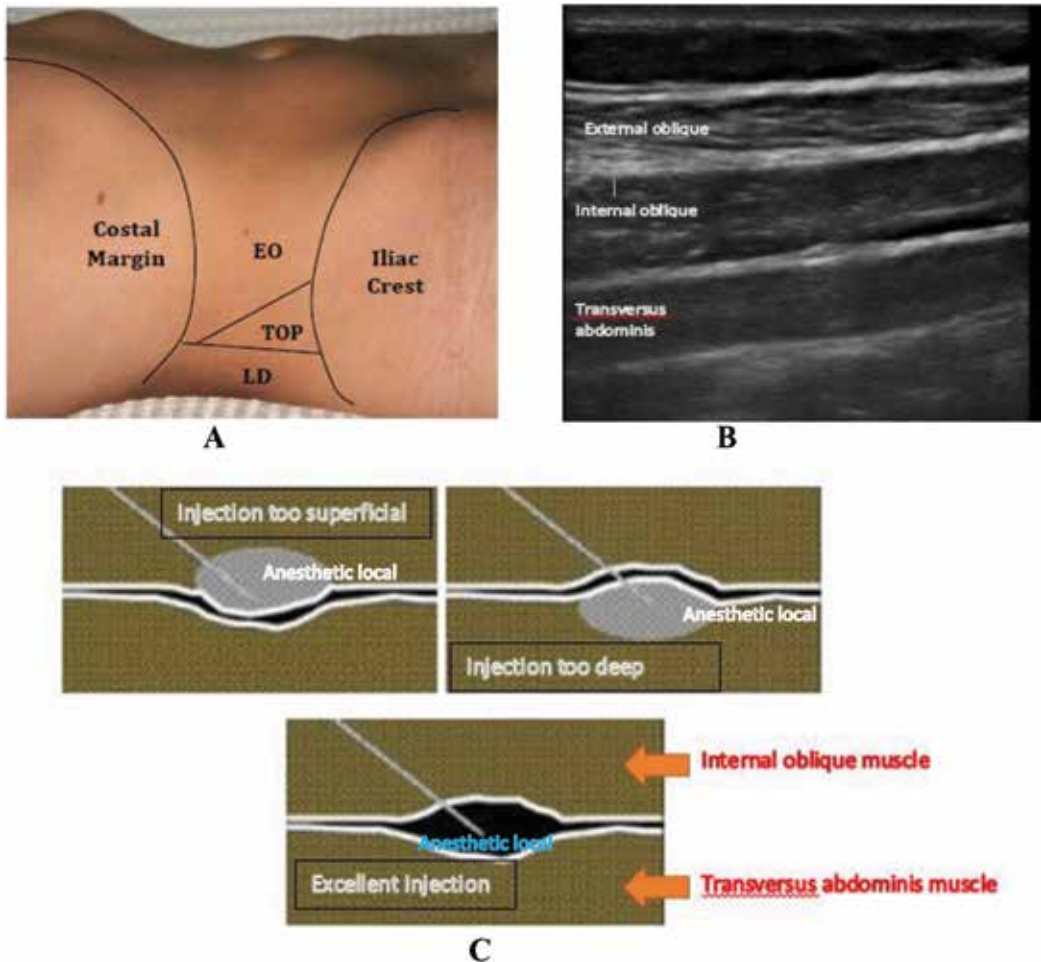 Costal
Margin
EO
Iliac
Crest
TOP
LD
A
External oblique
Internal oblique
Transversus
abdominis
B
Injection too superficial
Anesthetic local
Anesthetic local
Injection too deep
Anesthetic local
Excellent Injection
Internal oblique muscle
Transversus abdominis muscle
C